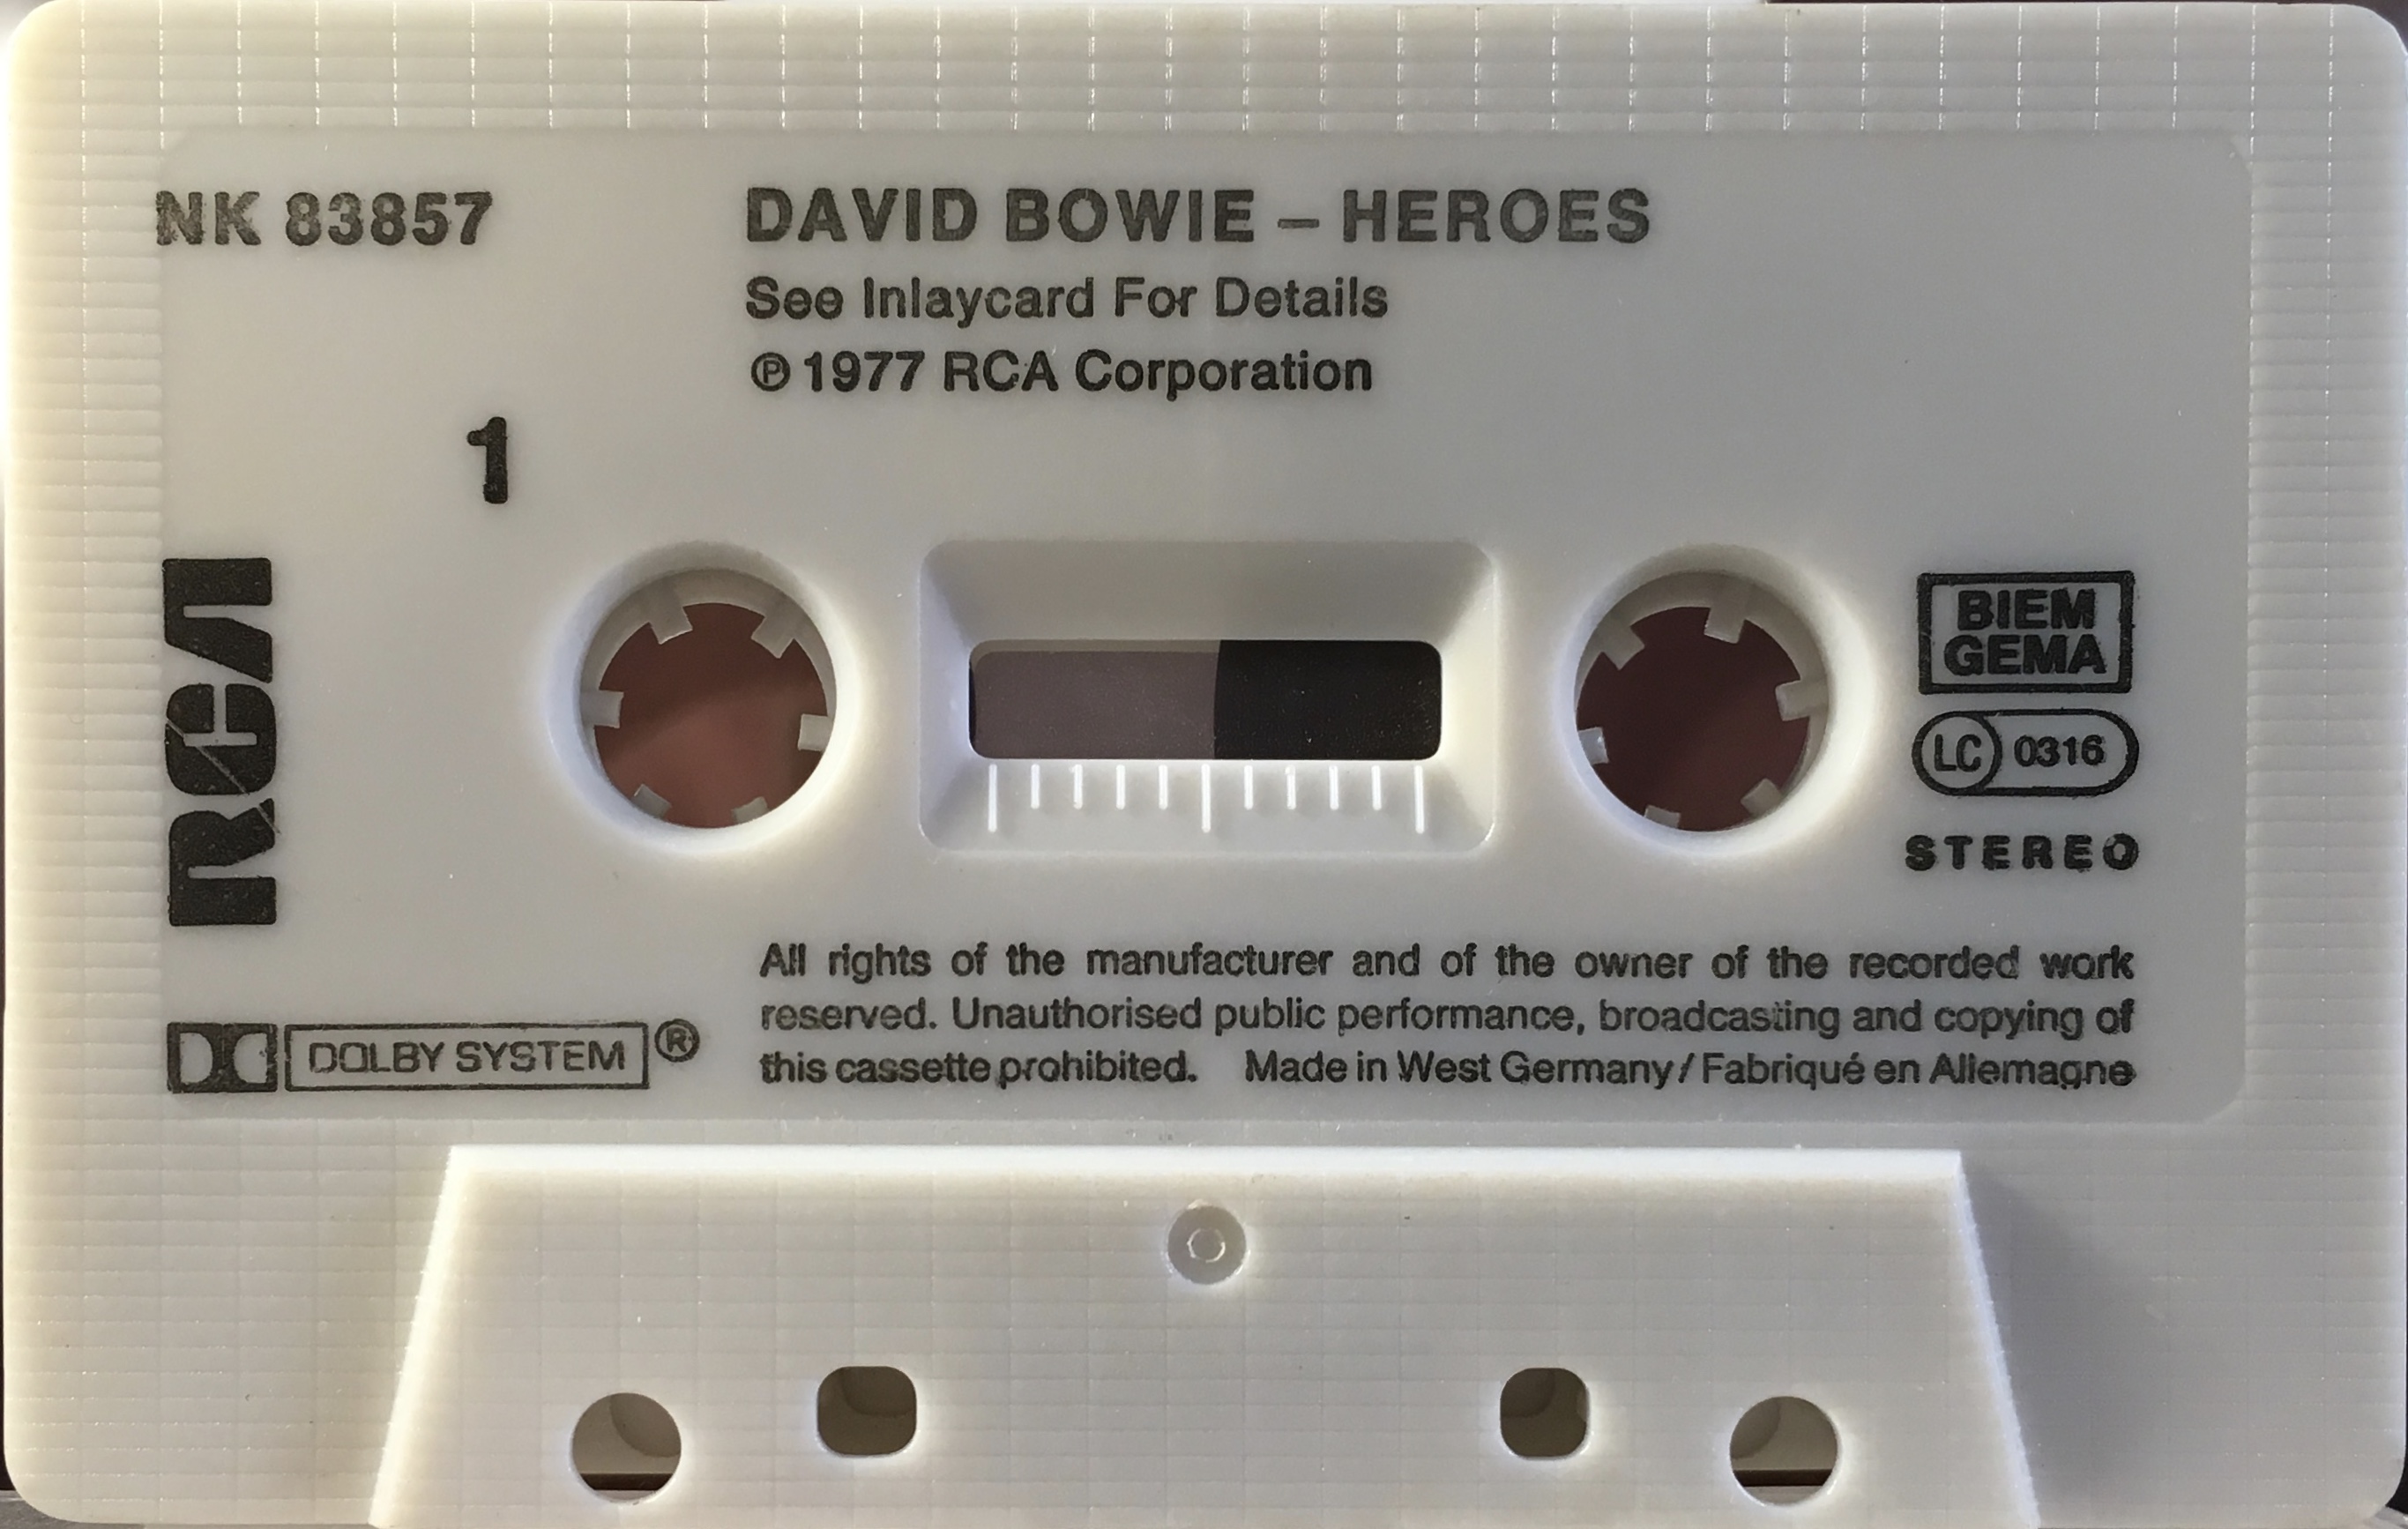 NK 83857
DAVID BOWIE – HEROES
See Inlaycard For Details
℗ 1977 RCA Corporation
1
RCA
BIEM
GEMA
LC 0316
STEREO
All rights of the manufacturer and of the owner of the recorded work
reserved. Unauthorised public performance, broadcasting and copying of
this cassette prohibited. Made in West Germany / Fabriqué en Allemagne
DOLBY SYSTEM ®